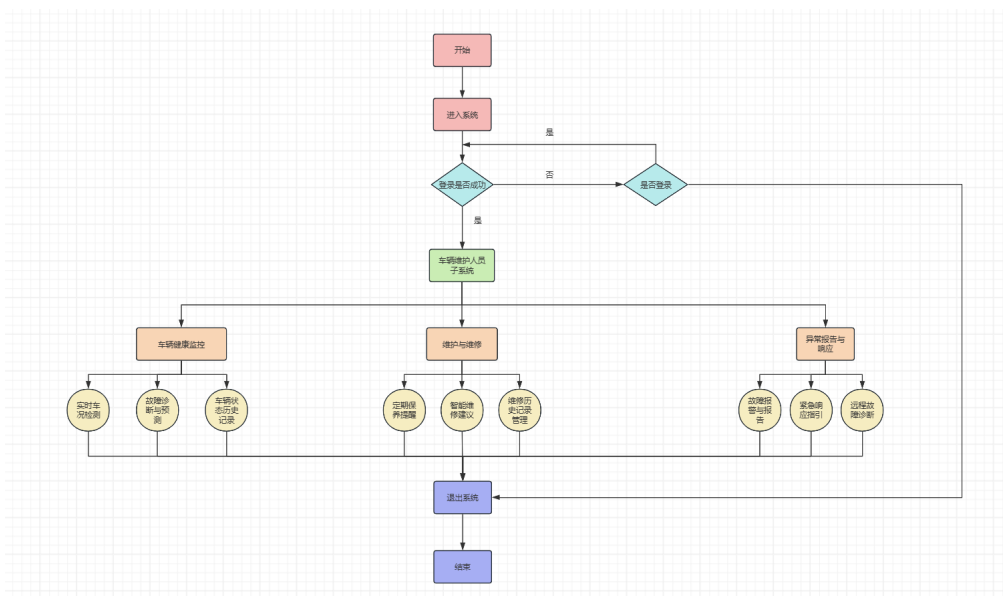 开始
进入系统
是
登录是否成功
否
是否登录
是
车辆维护人员
子系统
车辆健康监控
维护与维修
异常报告与
响应
实时车
况检测
故障诊
断与预
测
车辆状
态历史
记录
定期保
养提醒
智能维
修建议
维修历
史记录
管理
故障报
警与报
告
紧急响
应指引
远程故
障诊断
退出系统
结束